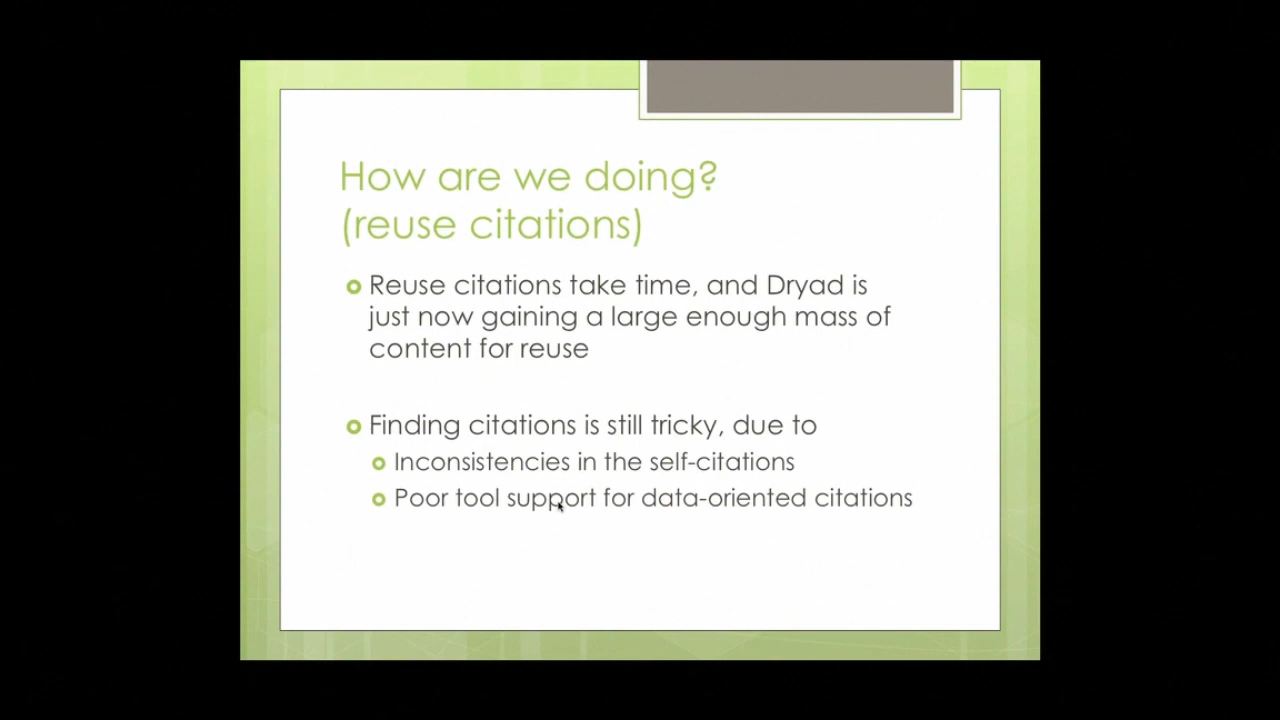 How are we doing?
(reuse citations)
Reuse citations take time, and Dryad is
just now gaining a large enough mass of
content for reuse
Finding citations is still tricky, due to
Inconsistencies in the self-citations
Poor tool support for data-oriented citations